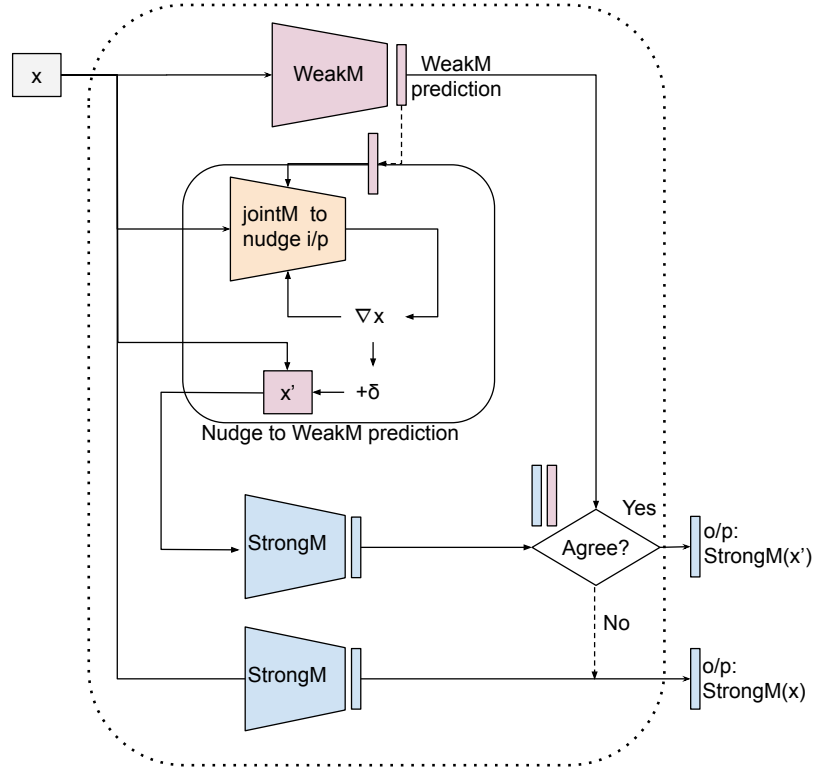 x
WeakM
WeakM
prediction
jointM to
nudge i/p
∇x
x’
+δ
Nudge to WeakM prediction
StrongM
Agree?
Yes
o/p:
StrongM(x’)
No
StrongM
o/p:
StrongM(x)